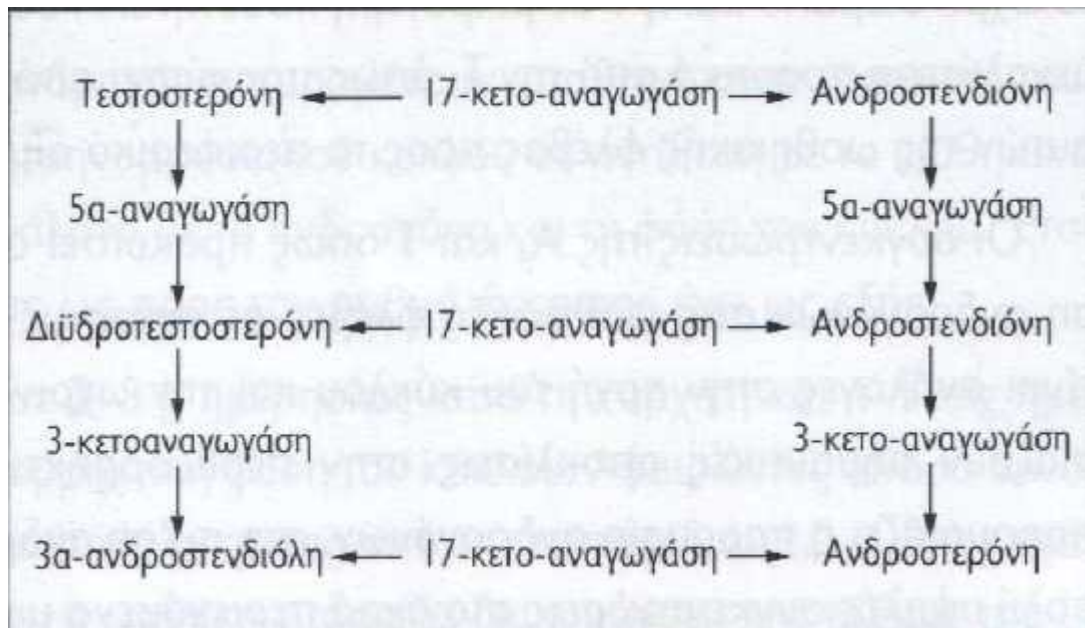 Τεστοστερόνη 17-κετο-αναγωγάση Ανδροστενδιόνη
5α-αναγωγάση 5α-αναγωγάση
Διϋδροτεστοστερόνη 17-κετο-αναγωγάση Ανδροστενδιόνη
3-κετοαναγωγάση 3-κετο-αναγωγάση
3α-ανδροστενδιόλη 17-κετο-αναγωγάση Ανδροστερόνη